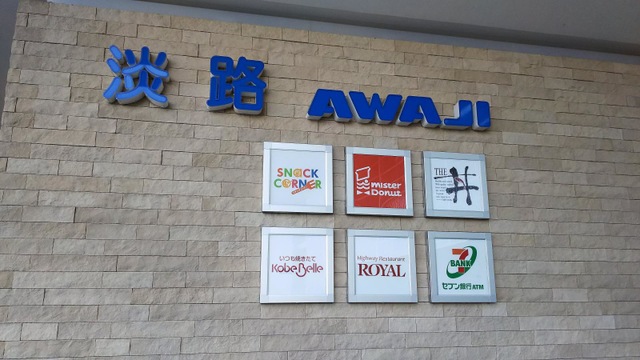 淡路 AWAJI
SNACK
CORNER
mister
Donut
THE
丼
いつも焼きたて
KobeBelle
Highway Restaurant
ROYAL
7
BANK
セブン銀行ATM